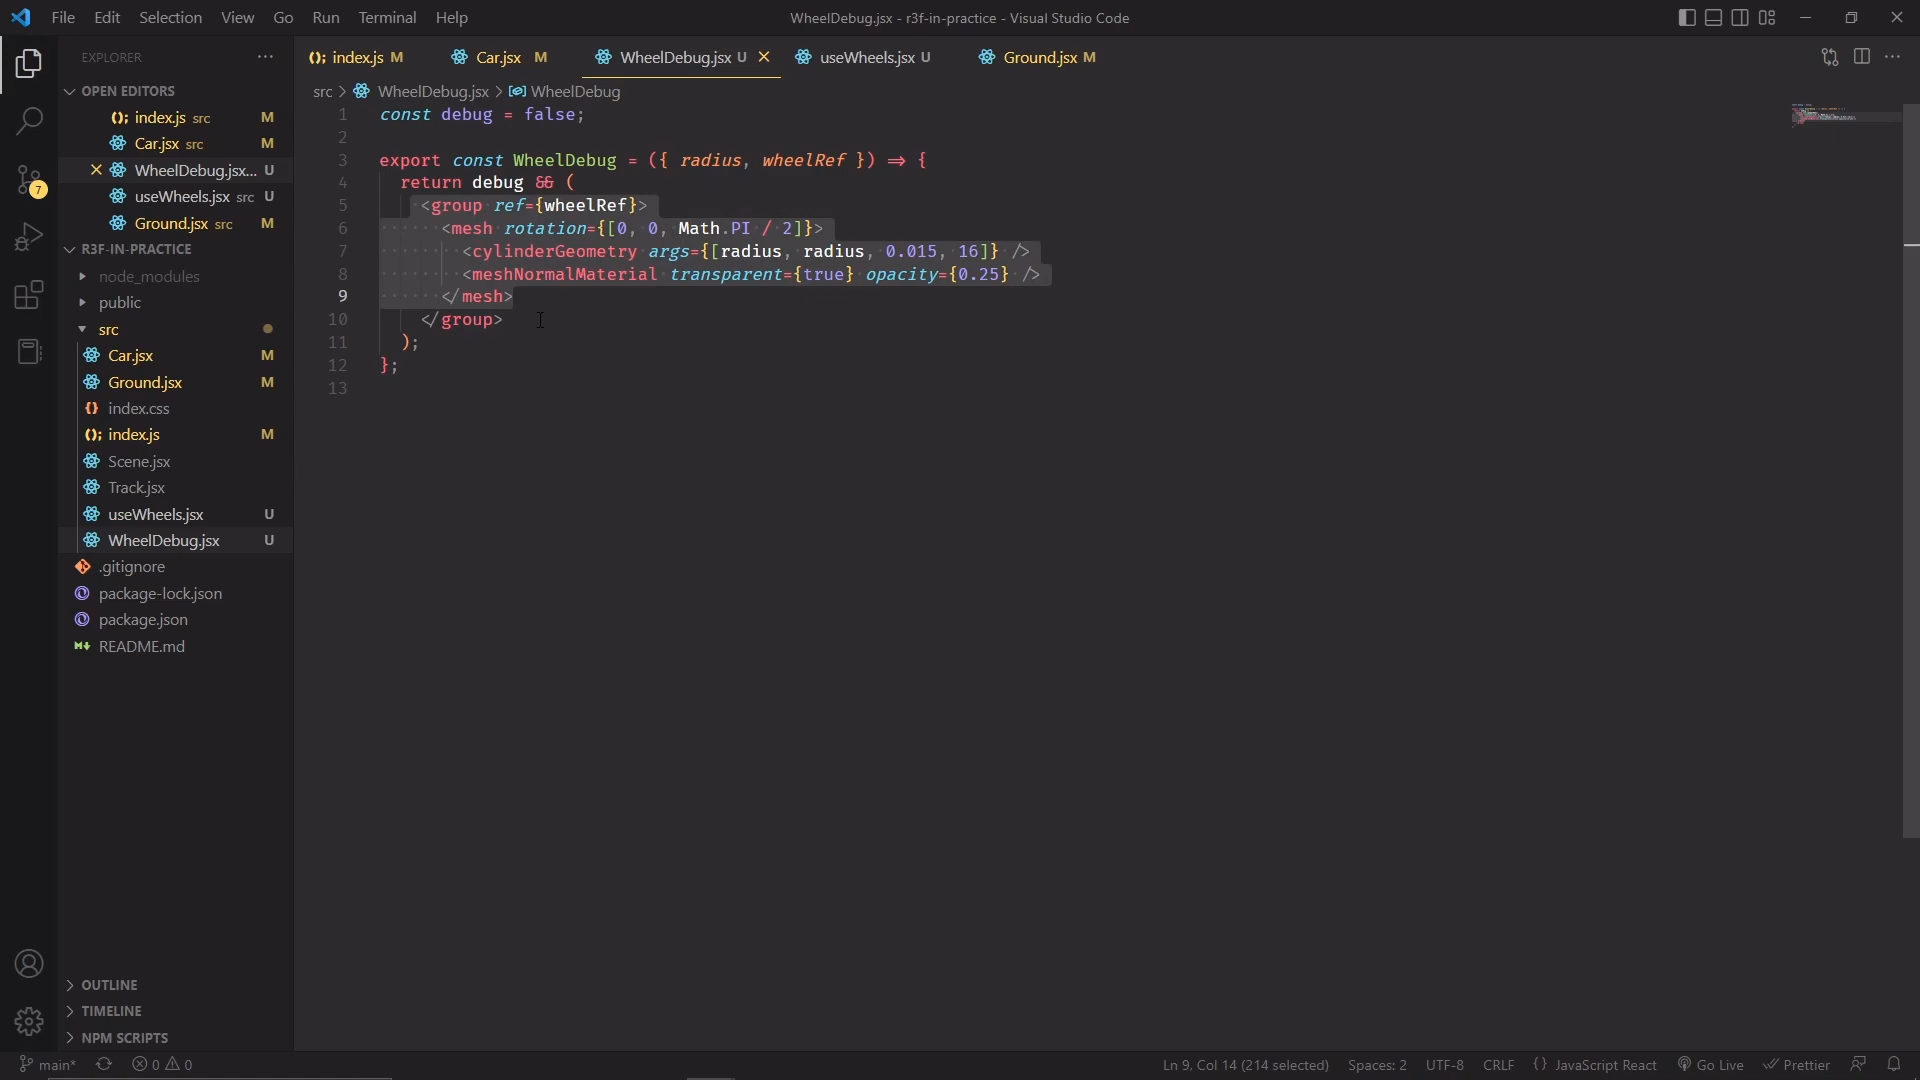 File Edit Selection View Go Run Terminal Help
WheelDebug.jsx - r3f-in-practice - Visual Studio Code
EXPLORER
OPEN EDITORS
index.js src M
Car.jsx src M
WheelDebug.jsx... U
useWheels.jsx src U
Ground.jsx src M
R3F-IN-PRACTICE
node_modules
public
src
Car.jsx M
Ground.jsx M
index.css
index.js M
Scene.jsx
Track.jsx
useWheels.jsx U
WheelDebug.jsx U
.gitignore
package-lock.json
package.json
README.md
OUTLINE
TIMELINE
NPM SCRIPTS
7
index.js M
Car.jsx M
WheelDebug.jsx U
useWheels.jsx U
Ground.jsx M
src > WheelDebug.jsx > WheelDebug
1 const debug = false;
2
3 export const WheelDebug = ({ radius, wheelRef }) => {
4 return debug && (
5 <group ref={wheelRef}>
6 <mesh rotation={[0, 0, Math.PI / 2]}>
7 <cylinderGeometry args={[radius, radius, 0.015, 16]} />
8 <meshNormalMaterial transparent={true} opacity={0.25} />
9 </mesh>
10 </group>
11 );
12 };
13
main* 0 0
Ln 9, Col 14 (214 selected) Spaces: 2 UTF-8 CRLF {} JavaScript React Go Live Prettier